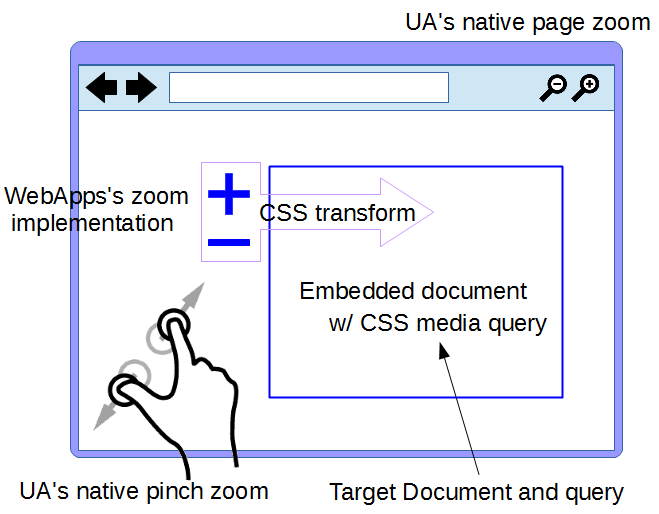 UA's native page zoom
WebApps's zoom
implementation
CSS transform
Embedded document
w/ CSS media query
UA's native pinch zoom
Target Document and query